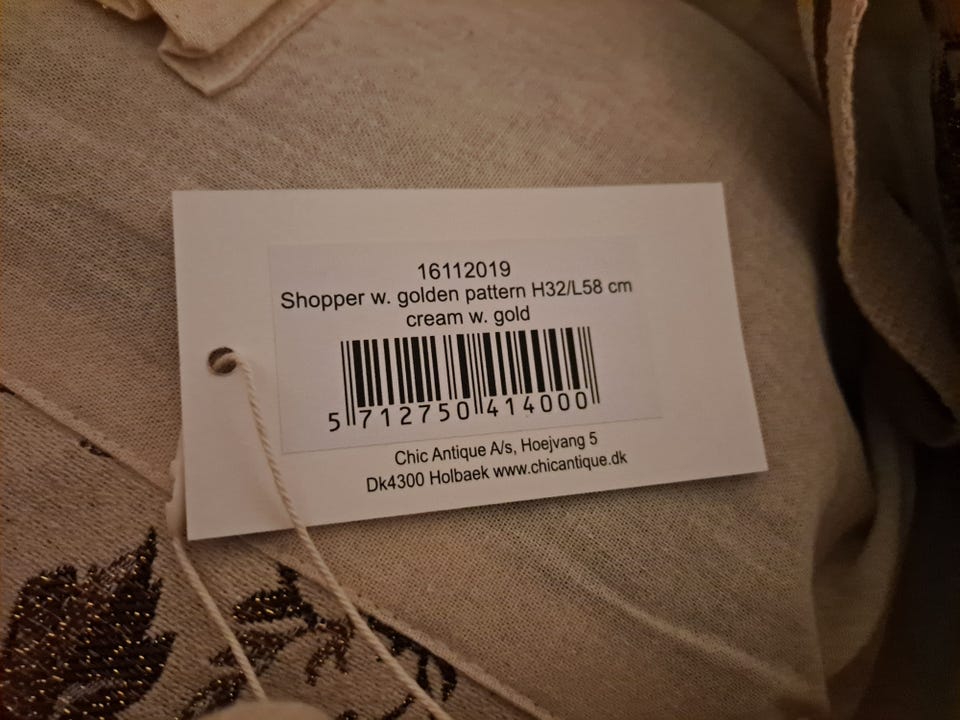 16112019
Shopper w. golden pattern H32/L58 cm
cream w. gold
5 712750 414000
Chic Antique A/s, Hoejvang 5
Dk4300 Holbaek www.chicantique.dk